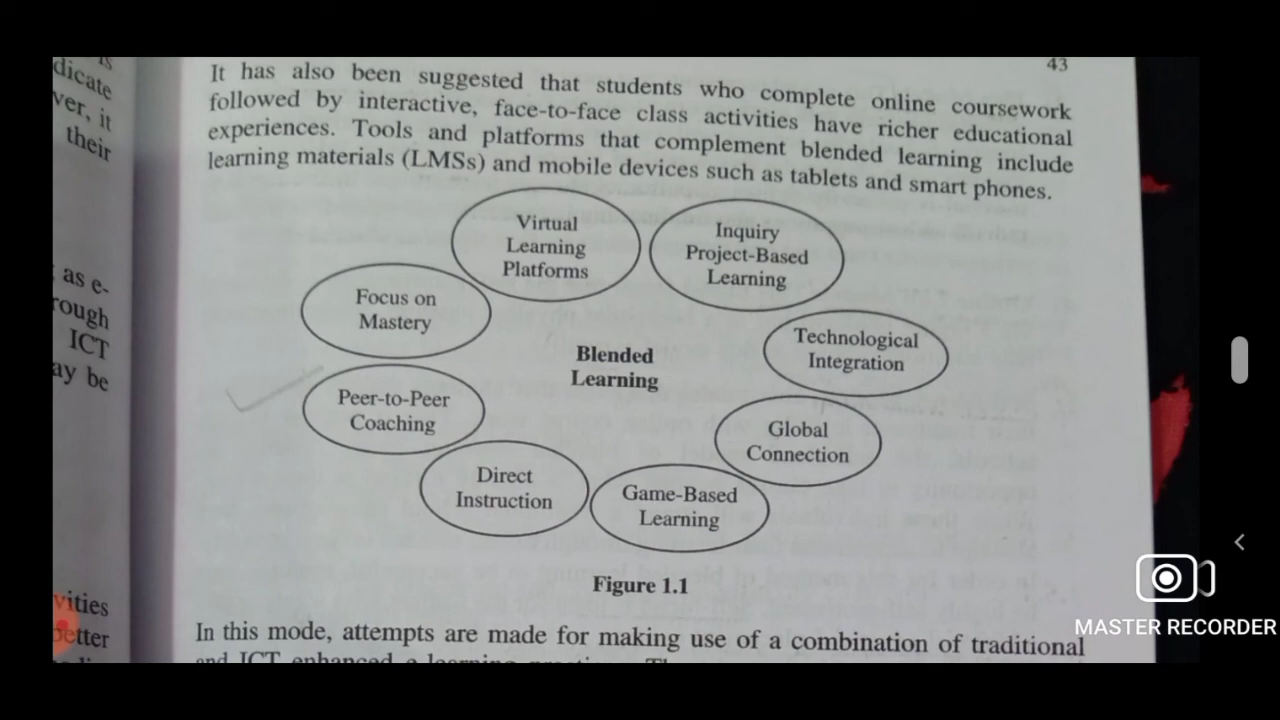 43
It has also been suggested that students who complete online coursework
followed by interactive, face-to-face class activities have richer educational
experiences. Tools and platforms that complement blended learning include
learning materials (LMSs) and mobile devices such as tablets and smart phones.
is
dicate
ver, it
their
as e-
rough
ICT
ay be
vities
better
Virtual
Learning
Platforms
Inquiry
Project-Based
Learning
Focus on
Mastery
Technological
Integration
Blended
Learning
Peer-to-Peer
Coaching
Global
Connection
Direct
Instruction
Game-Based
Learning
Figure 1.1
In this mode, attempts are made for making use of a combination of traditional
and ICT enhanced e-learning
MASTER RECORDER